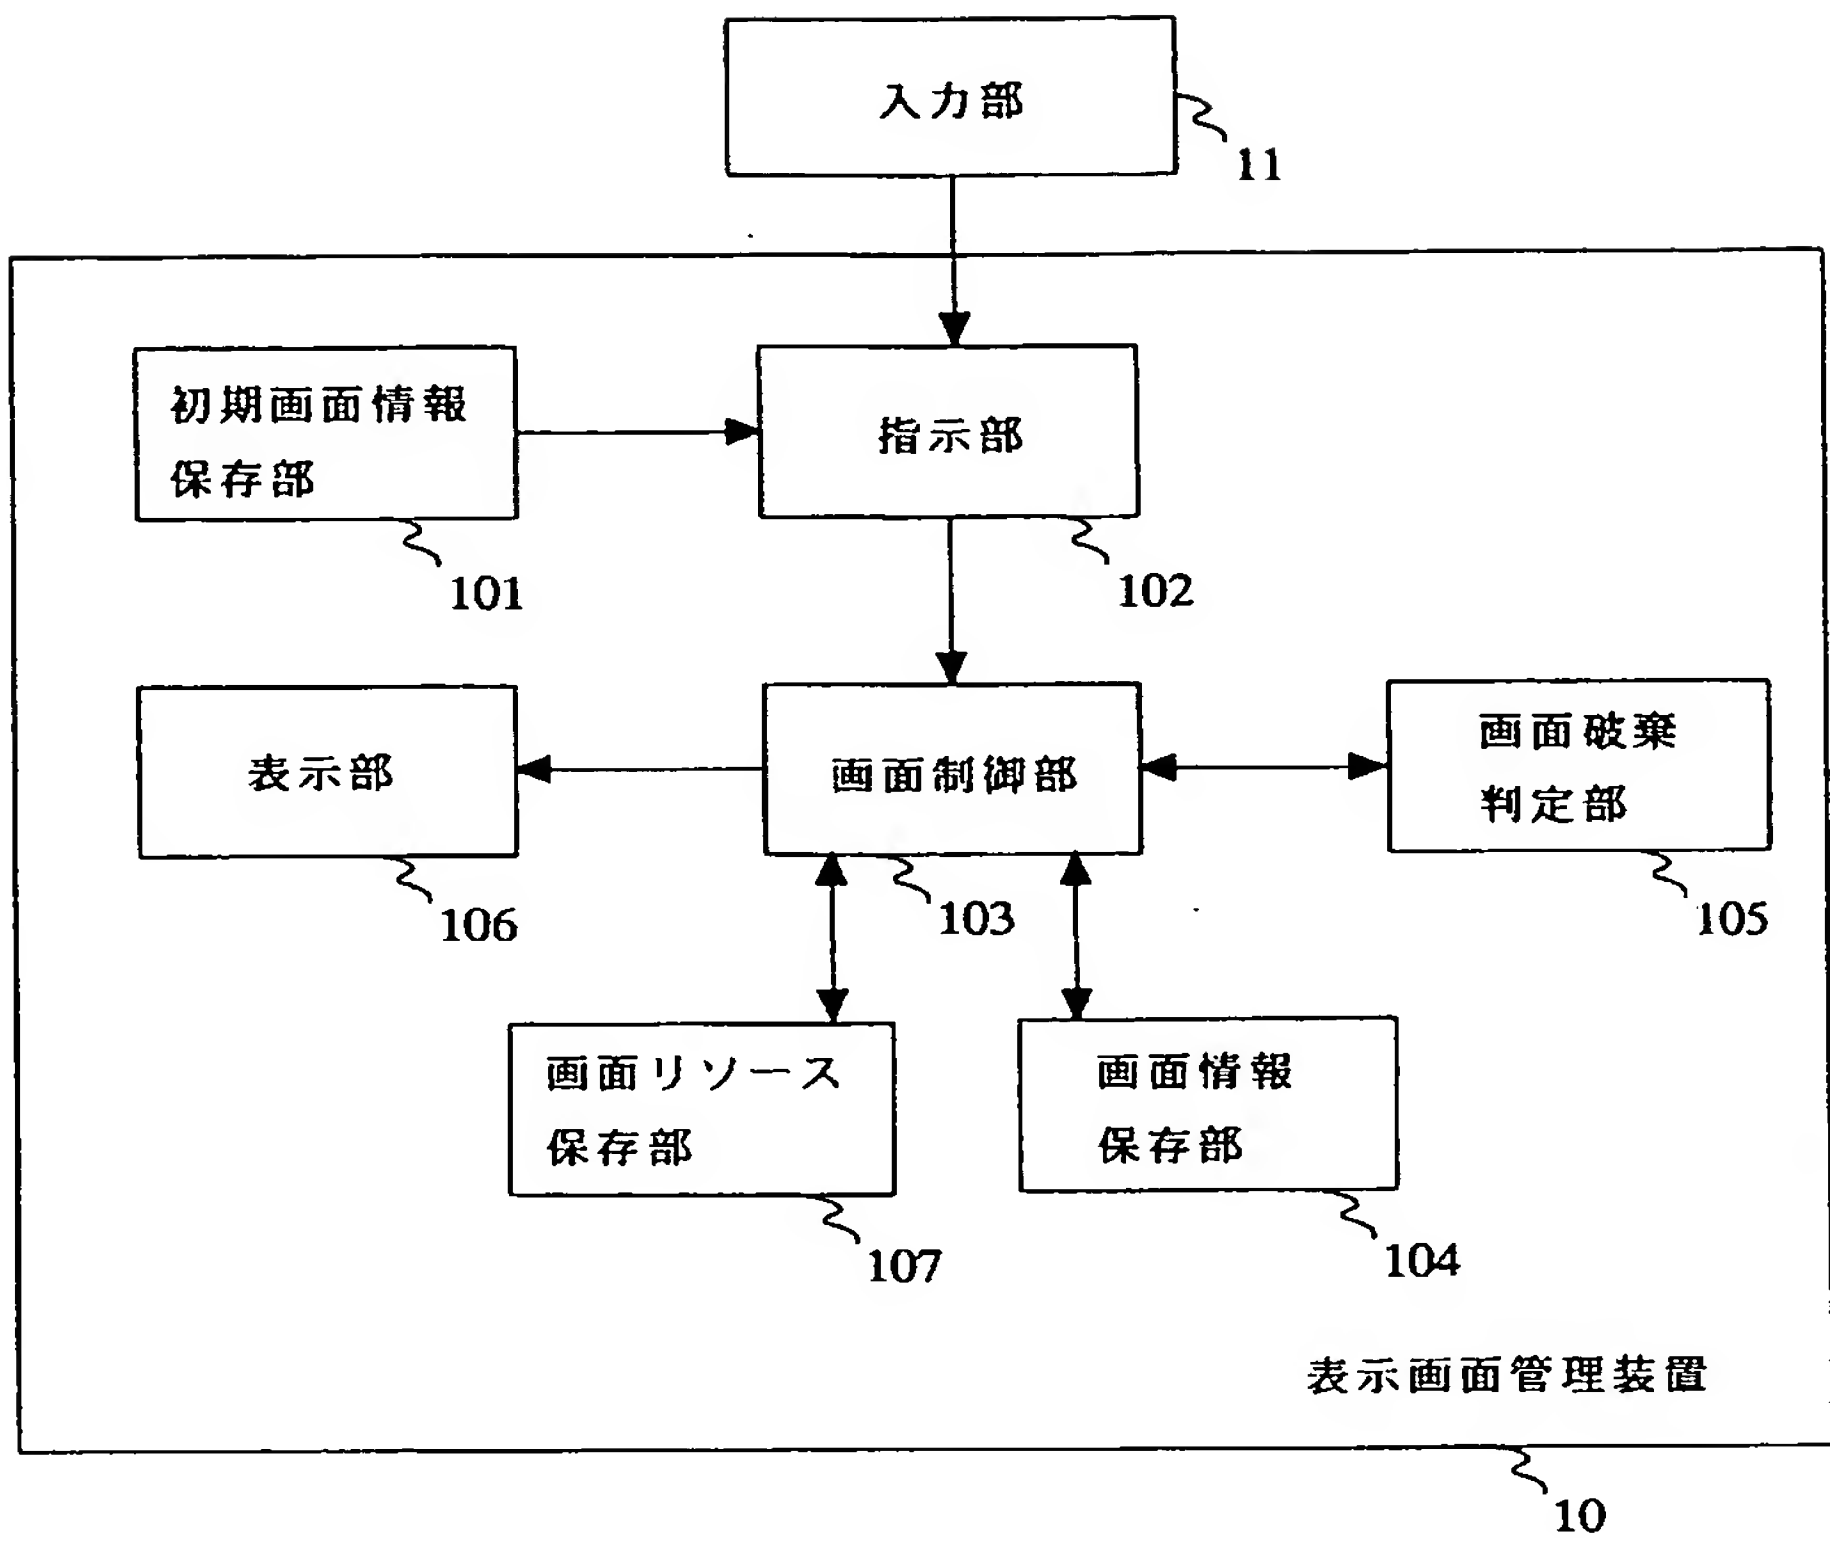 入力部
11
初期画面情報
保存部
101
指示部
102
表示部
106
画面制御部
103
画面破棄
判定部
105
画面リソース
保存部
107
画面情報
保存部
104
表示画面管理装置
10